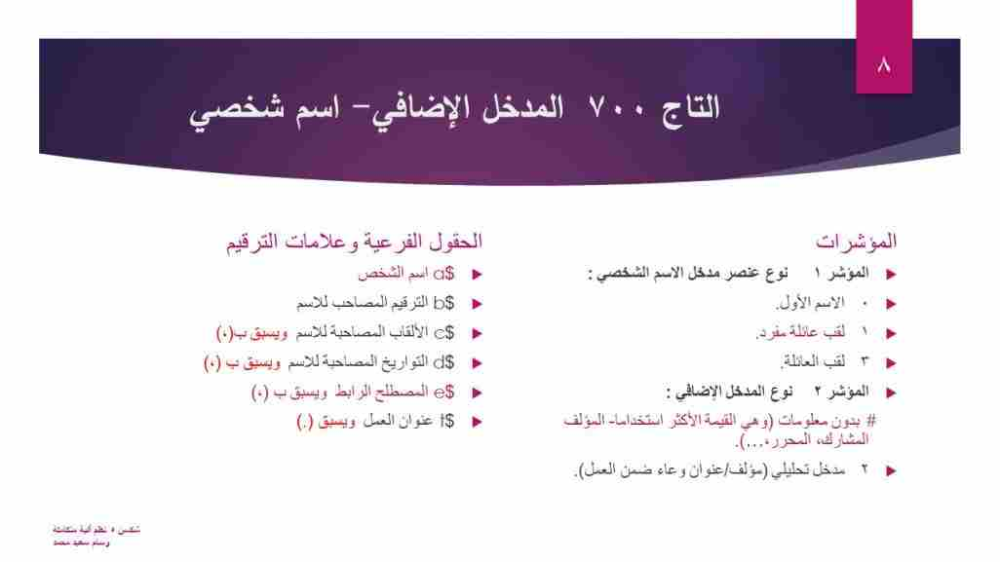 ٨
التاج ٧٠٠ المدخل الإضافي- اسم شخصي
المؤشرات
المؤشر ١ نوع عنصر مدخل الاسم الشخصي :
٠ الاسم الأول.
١ لقب عائلة مفرد.
٣ لقب العائلة.
المؤشر ٢ نوع المدخل الإضافي :
# بدون معلومات (وهي القيمة الأكثر استخداما- المؤلف
المشارك، المحرر،...).
٢ مدخل تحليلي (مؤلف/عنوان وعاء ضمن العمل).
الحقول الفرعية وعلامات الترقيم
$a اسم الشخص
$b الترقيم المصاحب للاسم
$c الألقاب المصاحبة للاسم ويسبق ب(،)
$d التواريخ المصاحبة للاسم ويسبق ب (،)
$e المصطلح الرابط ويسبق ب (،)
$t عنوان العمل ويسبق (.)
شكسن ٥ نظم آلية متكاملة
وسام سعيد محمد